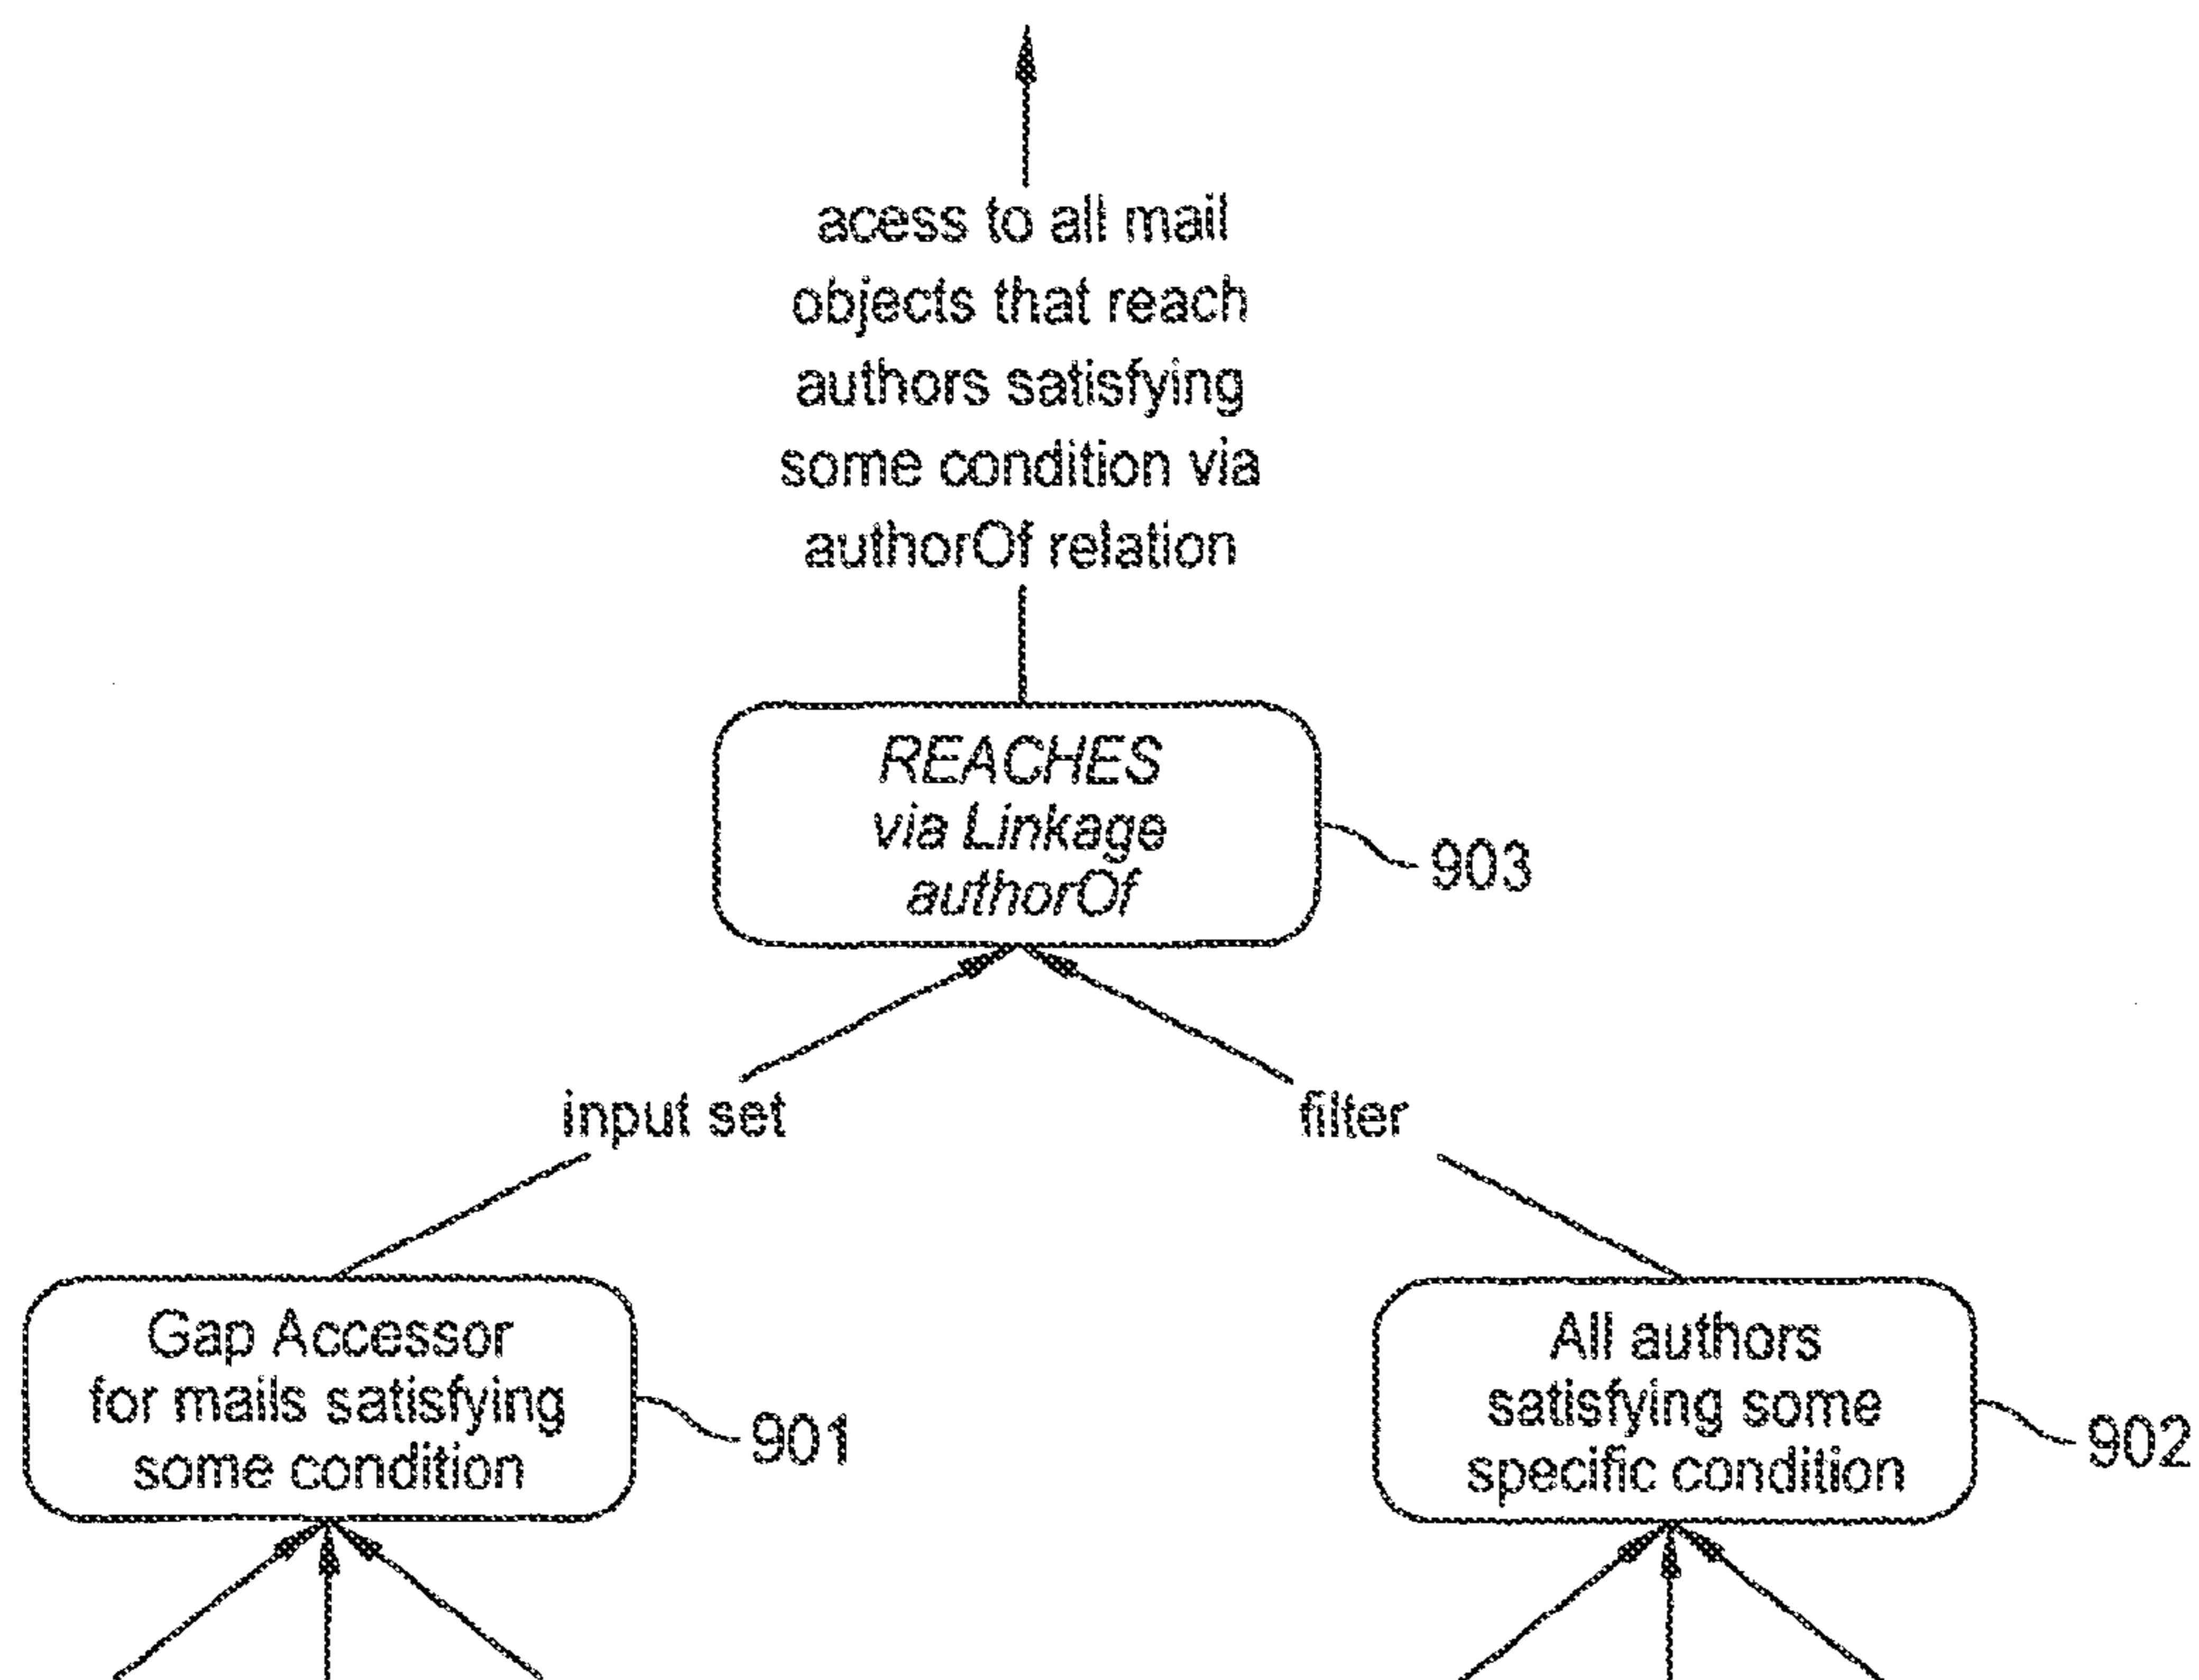 acess to all mail
objects that reach
authors satisfying
some condition via
authorOf relation
REACHES
via Linkage
authorOf
903
input set
filter
Gap Accessor
for mails satisfying
some condition
901
All authors
satisfying some
specific condition
902